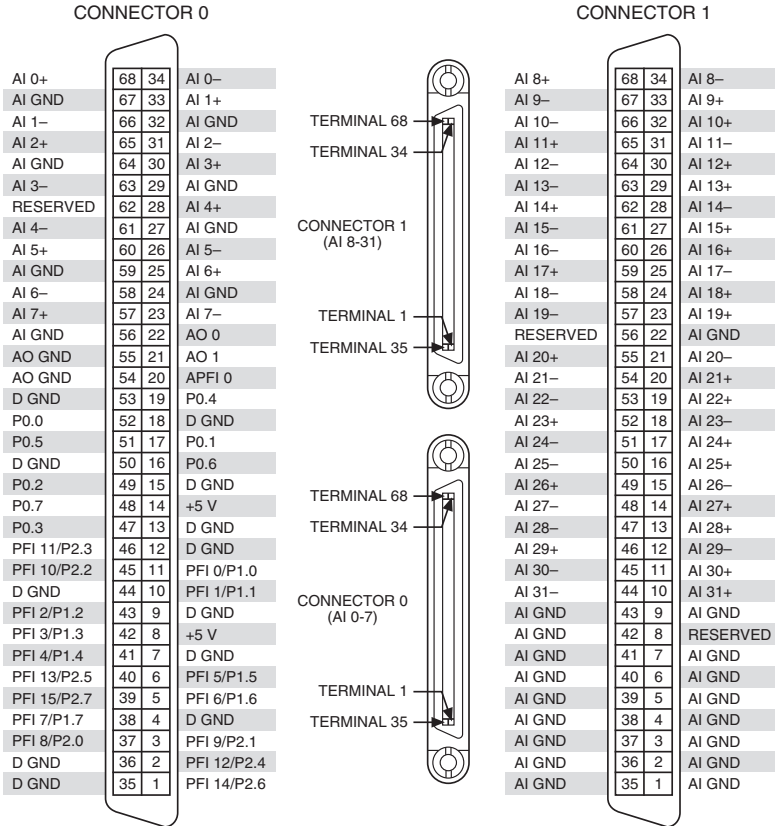 CONNECTOR 0
AI 0+ 68 34 AI 0–
AI GND 67 33 AI 1+
AI 1– 66 32 AI GND
AI 2+ 65 31 AI 2–
AI GND 64 30 AI 3+
AI 3– 63 29 AI GND
RESERVED 62 28 AI 4+
AI 4– 61 27 AI GND
AI 5+ 60 26 AI 5–
AI GND 59 25 AI 6+
AI 6– 58 24 AI GND
AI 7+ 57 23 AI 7–
AI GND 56 22 AO 0
AO GND 55 21 AO 1
AO GND 54 20 APFI 0
D GND 53 19 P0.4
P0.0 52 18 D GND
P0.5 51 17 P0.1
D GND 50 16 P0.6
P0.2 49 15 D GND
P0.7 48 14 +5 V
P0.3 47 13 D GND
PFI 11/P2.3 46 12 D GND
PFI 10/P2.2 45 11 PFI 0/P1.0
D GND 44 10 PFI 1/P1.1
PFI 2/P1.2 43 9 D GND
PFI 3/P1.3 42 8 +5 V
PFI 4/P1.4 41 7 D GND
PFI 13/P2.5 40 6 PFI 5/P1.5
PFI 15/P2.7 39 5 PFI 6/P1.6
PFI 7/P1.7 38 4 D GND
PFI 8/P2.0 37 3 PFI 9/P2.1
D GND 36 2 PFI 12/P2.4
D GND 35 1 PFI 14/P2.6
TERMINAL 68
TERMINAL 34
CONNECTOR 1
(AI 8-31)
TERMINAL 1
TERMINAL 35
TERMINAL 68
TERMINAL 34
CONNECTOR 0
(AI 0-7)
TERMINAL 1
TERMINAL 35
CONNECTOR 1
AI 8+ 68 34 AI 8–
AI 9– 67 33 AI 9+
AI 10– 66 32 AI 10+
AI 11+ 65 31 AI 11–
AI 12– 64 30 AI 12+
AI 13– 63 29 AI 13+
AI 14+ 62 28 AI 14–
AI 15– 61 27 AI 15+
AI 16– 60 26 AI 16+
AI 17+ 59 25 AI 17–
AI 18– 58 24 AI 18+
AI 19– 57 23 AI 19+
RESERVED 56 22 AI GND
AI 20+ 55 21 AI 20–
AI 21– 54 20 AI 21+
AI 22– 53 19 AI 22+
AI 23+ 52 18 AI 23–
AI 24– 51 17 AI 24+
AI 25– 50 16 AI 25+
AI 26+ 49 15 AI 26–
AI 27– 48 14 AI 27+
AI 28– 47 13 AI 28+
AI 29+ 46 12 AI 29–
AI 30– 45 11 AI 30+
AI 31– 44 10 AI 31+
AI GND 43 9 AI GND
AI GND 42 8 RESERVED
AI GND 41 7 AI GND
AI GND 40 6 AI GND
AI GND 39 5 AI GND
AI GND 38 4 AI GND
AI GND 37 3 AI GND
AI GND 36 2 AI GND
AI GND 35 1 AI GND